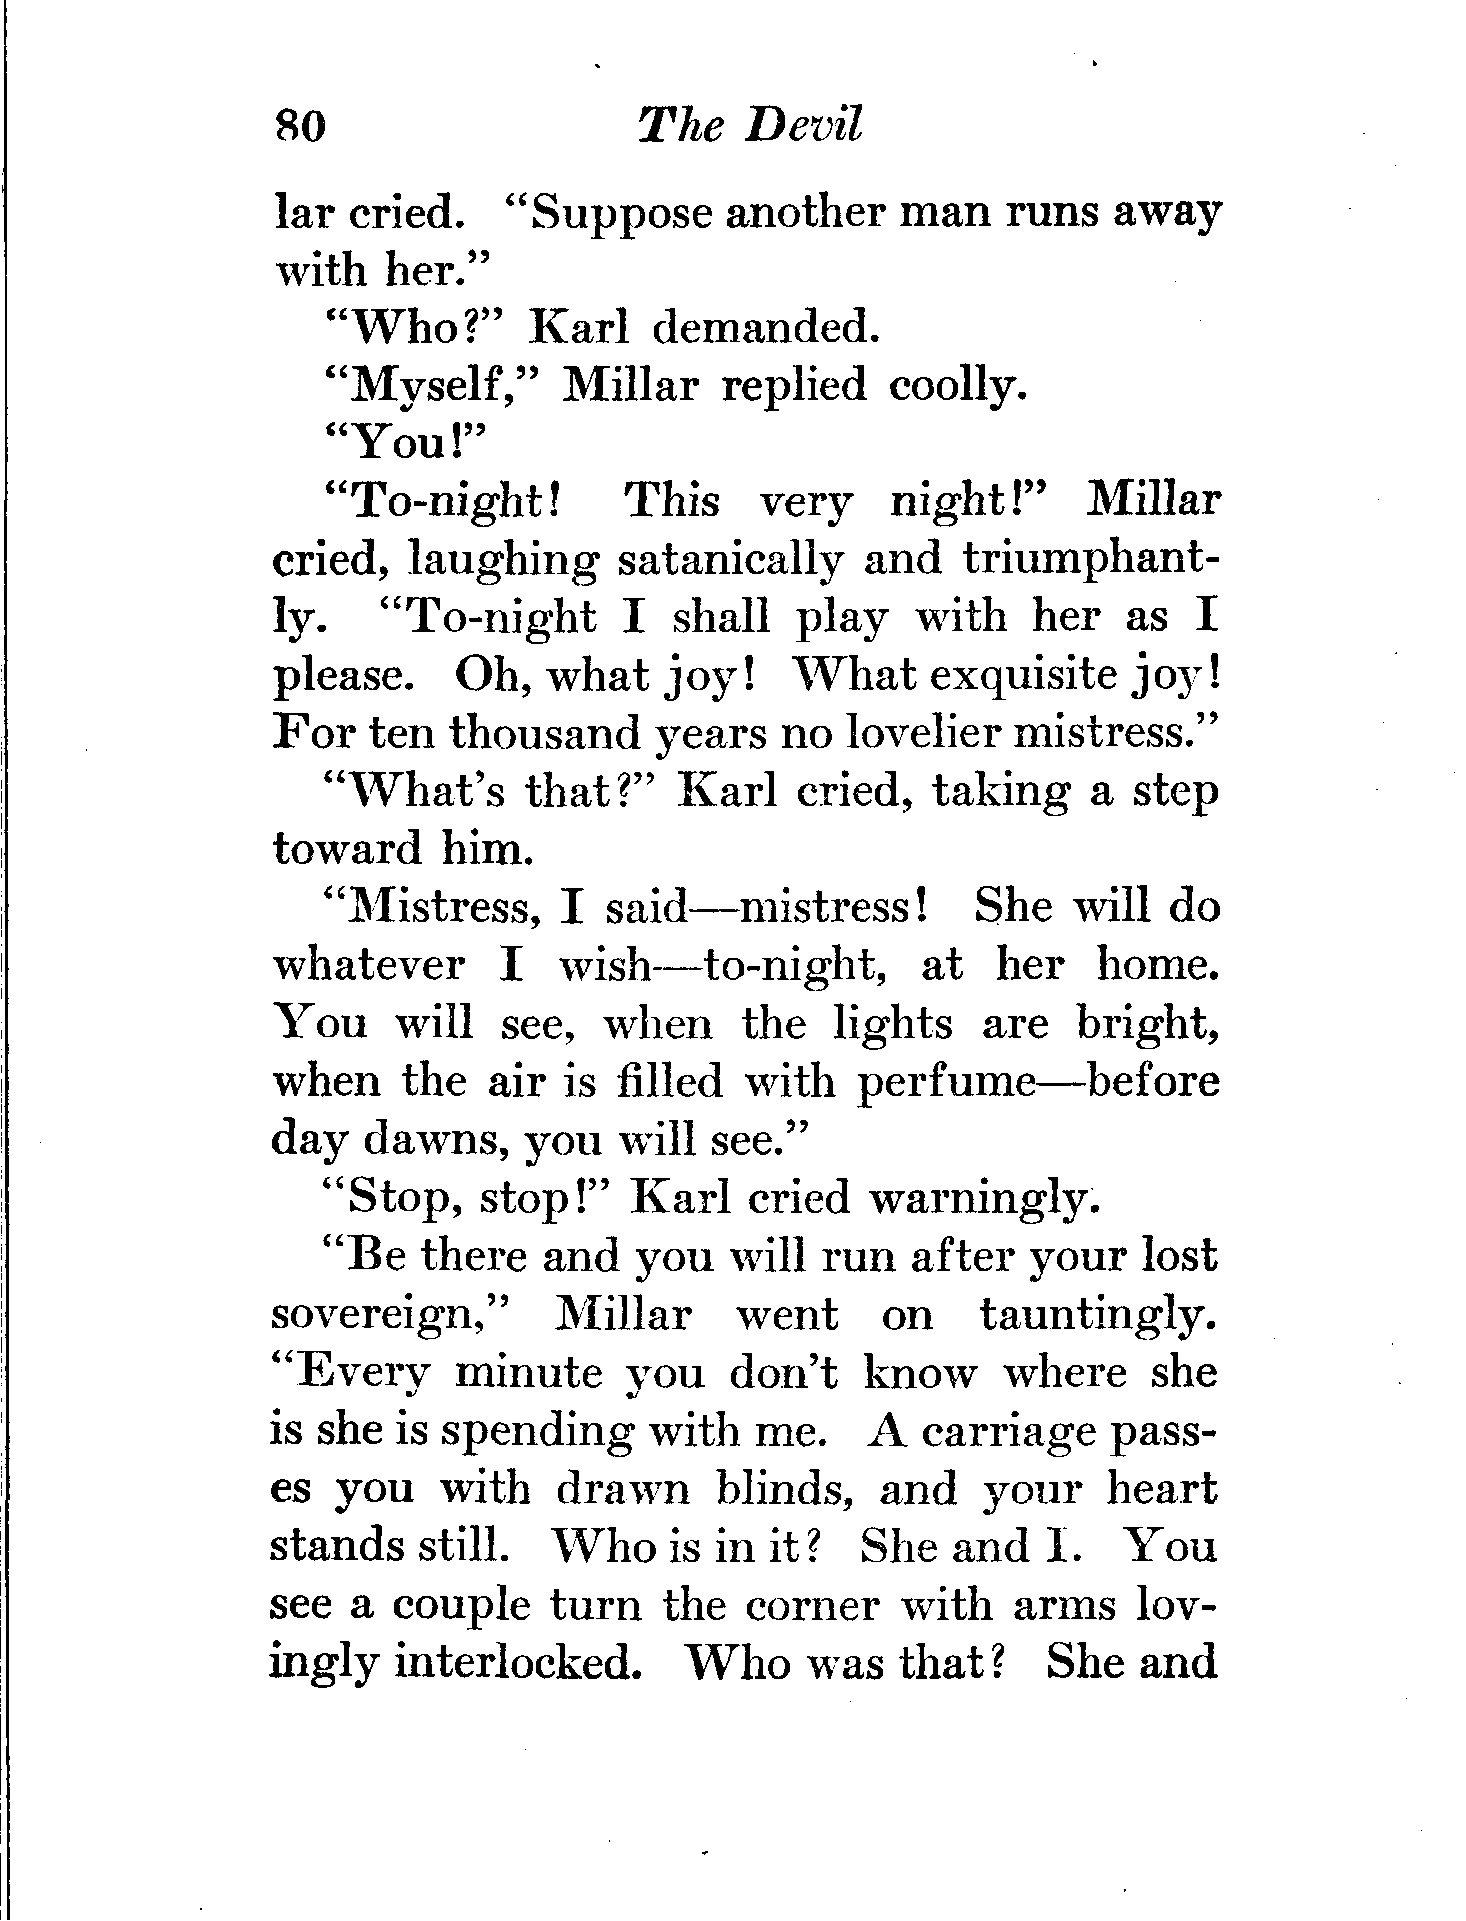 80 The Devil
lar cried. “Suppose another man runs away
with her.”
“Who?” Karl demanded.
“Myself,” Millar replied coolly.
“You!”
“To-night! This very night!” Millar
cried, laughing satanically and triumphant-
ly. “To-night I shall play with her as I
please. Oh, what joy! What exquisite joy!
For ten thousand years no lovelier mistress.”
“What’s that?” Karl cried, taking a step
toward him.
“Mistress, I said—mistress! She will do
whatever I wish—to-night, at her home.
You will see, when the lights are bright,
when the air is filled with perfume—before
day dawns, you will see.”
“Stop, stop!” Karl cried warningly.
“Be there and you will run after your lost
sovereign,” Millar went on tauntingly.
“Every minute you don’t know where she
is she is spending with me. A carriage pass-
es you with drawn blinds, and your heart
stands still. Who is in it? She and I. You
see a couple turn the corner with arms lov-
ingly interlocked. Who was that? She and